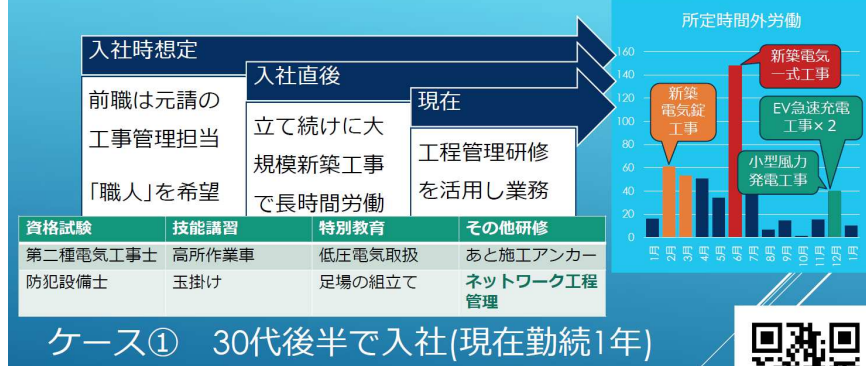 入社時想定
前職は元請の
工事管理担当
「職人」を希望
入社直後
立て続けに大
規模新築工事
で長時間労働
現在
工程管理研修
を活用し業務
資格試験 技能講習 特別教育 その他研修
第二種電気工事士 高所作業車 低圧電気取扱 あと施工アンカー
防犯設備士 玉掛け 足場の組立て ネットワーク工程
管理
所定時間外労働
160
140
120
100
80
60
40
20
0
新築
電気錠
工事
新築電気
一式工事
EV急速充電
工事×2
小型風力
発電工事
1月 2月 3月 4月 5月 6月 7月 8月 9月 10月 11月 12月 1月
ケース① 30代後半で入社(現在勤続1年)